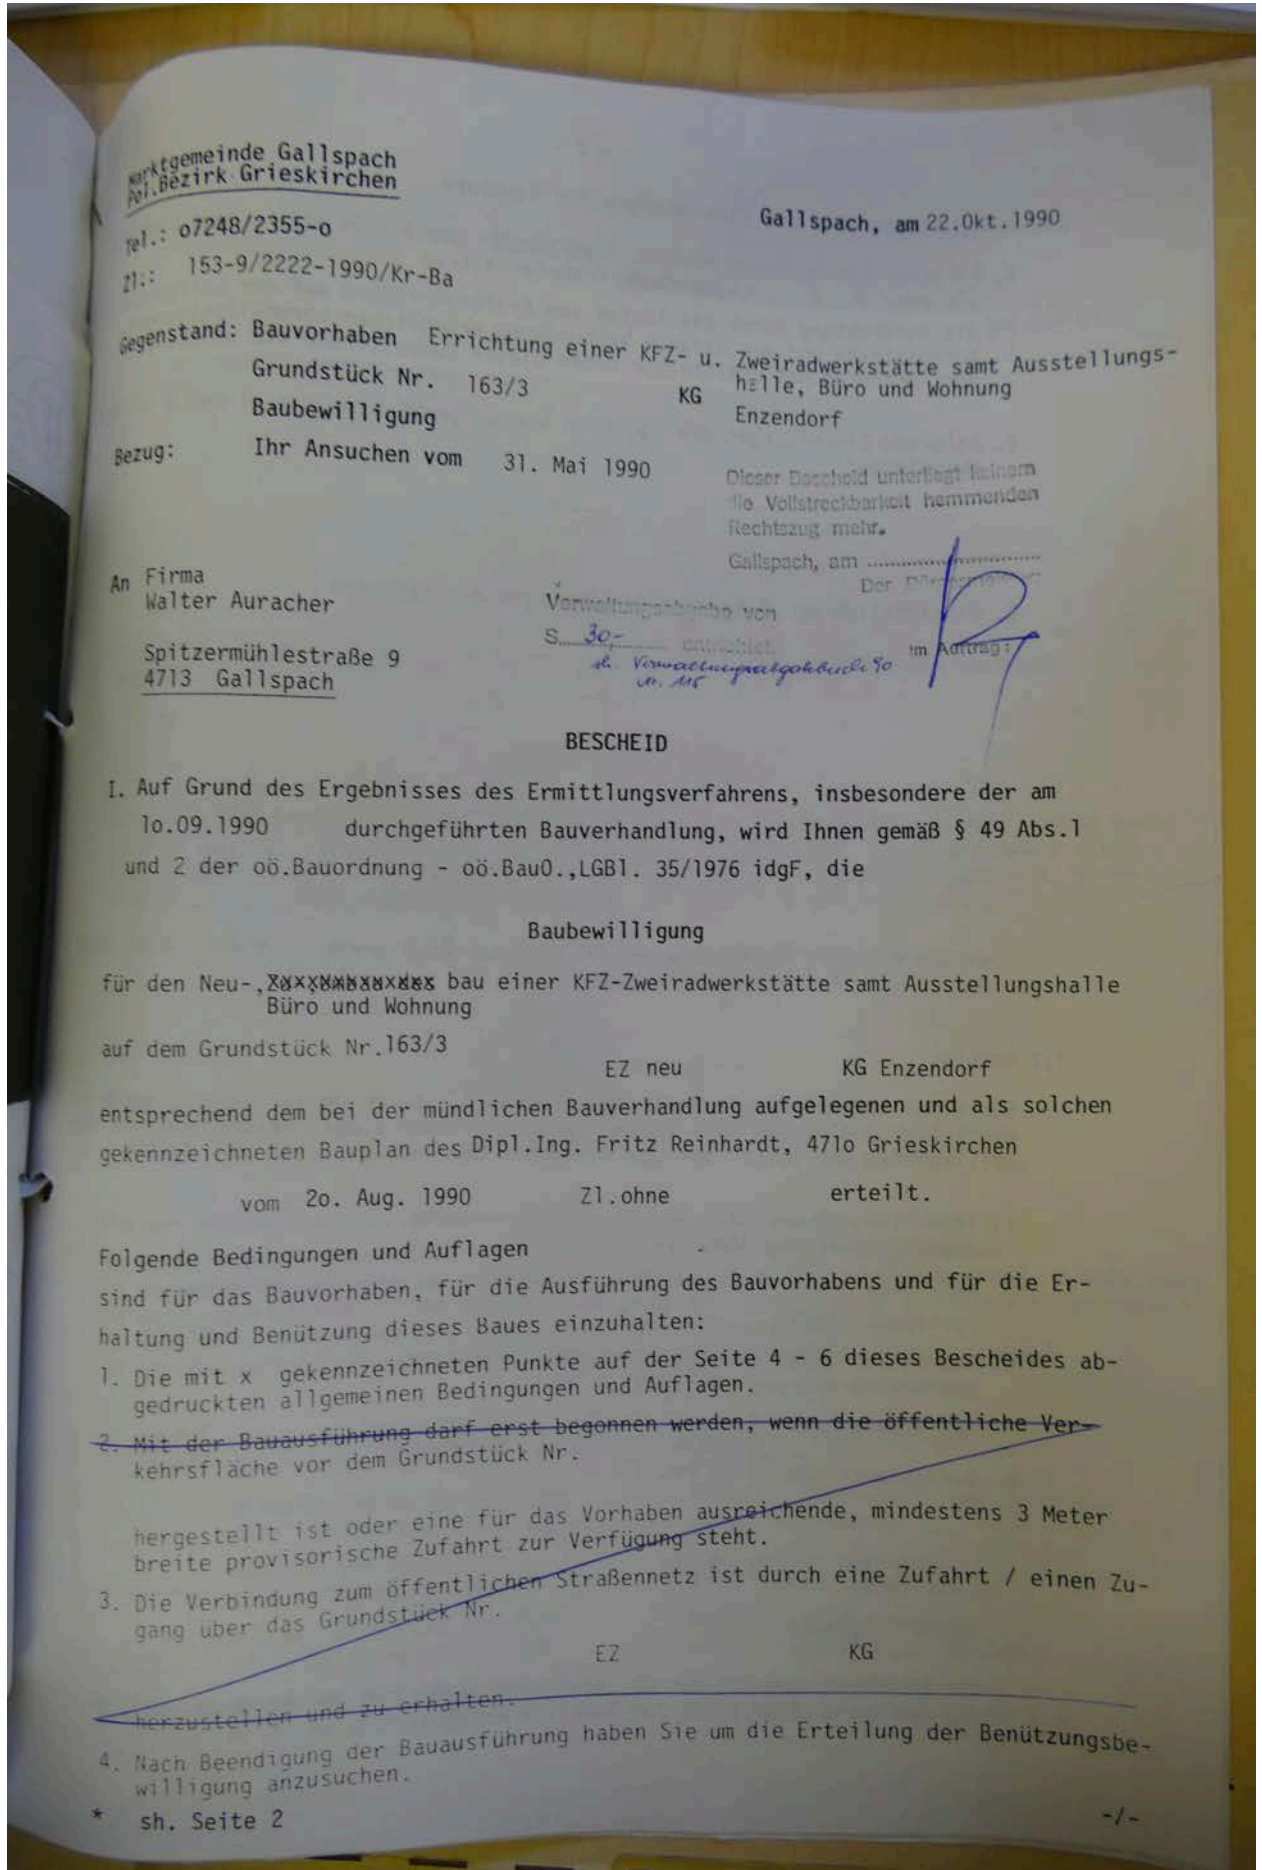 Marktgemeinde Gallspach
Pol.Bezirk Grieskirchen
Gallspach, am 22.Okt.1990
Tel.: o7248/2355-o
Zl.: 153-9/2222-1990/Kr-Ba
Gegenstand: Bauvorhaben Errichtung einer KFZ- u. Zweiradwerkstätte samt Ausstellungs-
halle, Büro und Wohnung
Grundstück Nr. 163/3 KG Enzendorf
Baubewilligung
Bezug: Ihr Ansuchen vom 31. Mai 1990
Dieser Bescheid unterliegt keinem
die Vollstreckbarkeit hemmenden
Rechtszug mehr.
Gallspach, am
Der Bürgermeister
Im Auftrag:
An Firma
Walter Auracher
Verwaltungsabgabe von
S 30,- entrichtet
Spitzermühlestraße 9
4713 Gallspach
BESCHEID
I. Auf Grund des Ergebnisses des Ermittlungsverfahrens, insbesondere der am
lo.09.1990 durchgeführten Bauverhandlung, wird Ihnen gemäß § 49 Abs.1
und 2 der oö.Bauordnung - oö.BauO.,LGBl. 35/1976 idgF, die
Baubewilligung
für den Neu-, bau einer KFZ-Zweiradwerkstätte samt Ausstellungshalle
Büro und Wohnung
auf dem Grundstück Nr.163/3
EZ neu KG Enzendorf
entsprechend dem bei der mündlichen Bauverhandlung aufgelegenen und als solchen
gekennzeichneten Bauplan des Dipl.Ing. Fritz Reinhardt, 471o Grieskirchen
vom 2o. Aug. 1990 Zl.ohne erteilt.
Folgende Bedingungen und Auflagen
sind für das Bauvorhaben, für die Ausführung des Bauvorhabens und für die Er-
haltung und Benützung dieses Baues einzuhalten:
1. Die mit x gekennzeichneten Punkte auf der Seite 4 - 6 dieses Bescheides ab-
gedruckten allgemeinen Bedingungen und Auflagen.
2. Mit der Bauausführung darf erst begonnen werden, wenn die öffentliche Ver-
kehrsfläche vor dem Grundstück Nr.
hergestellt ist oder eine für das Vorhaben ausreichende, mindestens 3 Meter
breite provisorische Zufahrt zur Verfügung steht.
3. Die Verbindung zum öffentlichen Straßennetz ist durch eine Zufahrt / einen Zu-
gang über das Grundstück Nr.
EZ KG
herzustellen und zu erhalten.
4. Nach Beendigung der Bauausführung haben Sie um die Erteilung der Benützungsbe-
willigung anzusuchen.
* sh. Seite 2 -/-